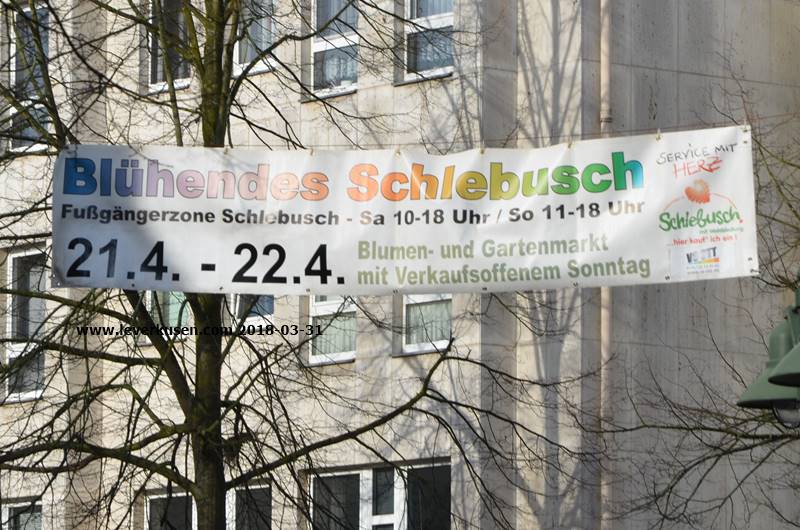 Blühendes Schlebusch
Fußgängerzone Schlebusch - Sa 10-18 Uhr / So 11-18 Uhr
21.4. - 22.4.
Blumen- und Gartenmarkt
mit Verkaufsoffenem Sonntag
SERVICE MIT
HERZ
Schlebusch
...hier kauf' ich ein!
www.leverkusen.com 2018-03-31